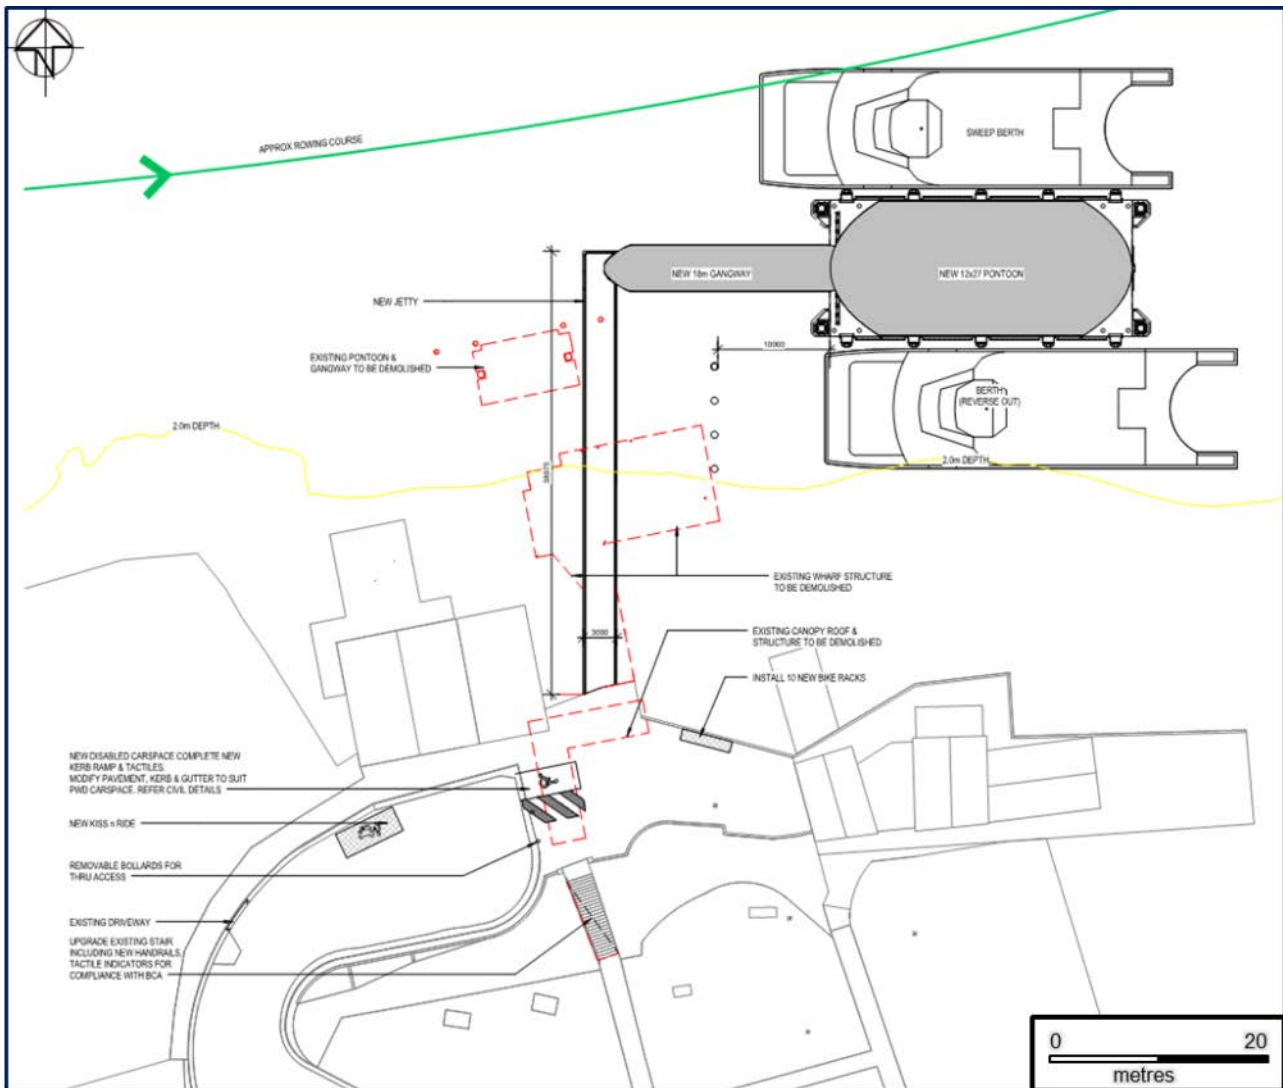 N
APPROX ROWING COURSE
SWEEP BERTH
NEW 18m GANGWAY
NEW 12x27 PONTOON
NEW JETTY
EXISTING PONTOON &
GANGWAY TO BE DEMOLISHED
10000
BERTH
(REVERSE OUT)
2.0m DEPTH
2.0m DEPTH
EXISTING WHARF STRUCTURE
TO BE DEMOLISHED
3000
EXISTING CANOPY ROOF &
STRUCTURE TO BE DEMOLISHED
INSTALL 10 NEW BIKE RACKS
NEW DISABLED CARSPACE COMPLETE NEW
KERB RAMP & TACTILES.
MODIFY PAVEMENT, KERB & GUTTER TO SUIT
PWD CARSPACE. REFER CIVIL DETAILS
NEW KISS n RIDE
REMOVABLE BOLLARDS FOR
THRU ACCESS
EXISTING DRIVEWAY
UPGRADE EXISTING STAIR
INCLUDING NEW HANDRAILS,
TACTILE INDICATORS FOR
COMPLIANCE WITH BCA
0 20
metres